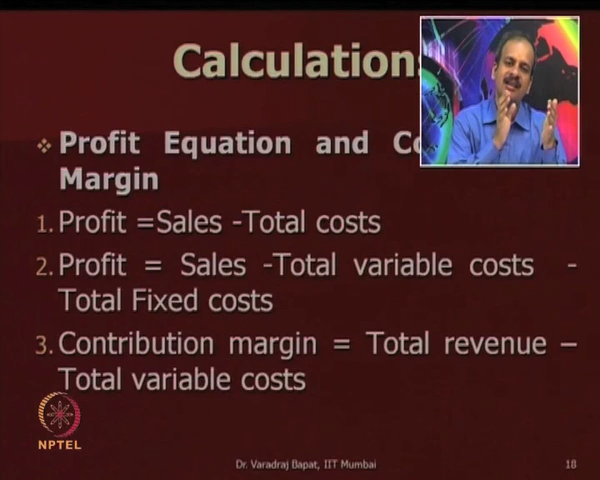 Calculation
❖ Profit Equation and
Margin
1. Profit =Sales -Total costs
2. Profit = Sales -Total variable costs -
Total Fixed costs
3. Contribution margin = Total revenue –
Total variable costs
NPTEL
Dr. Varadraj Bapat, IIT Mumbai
18